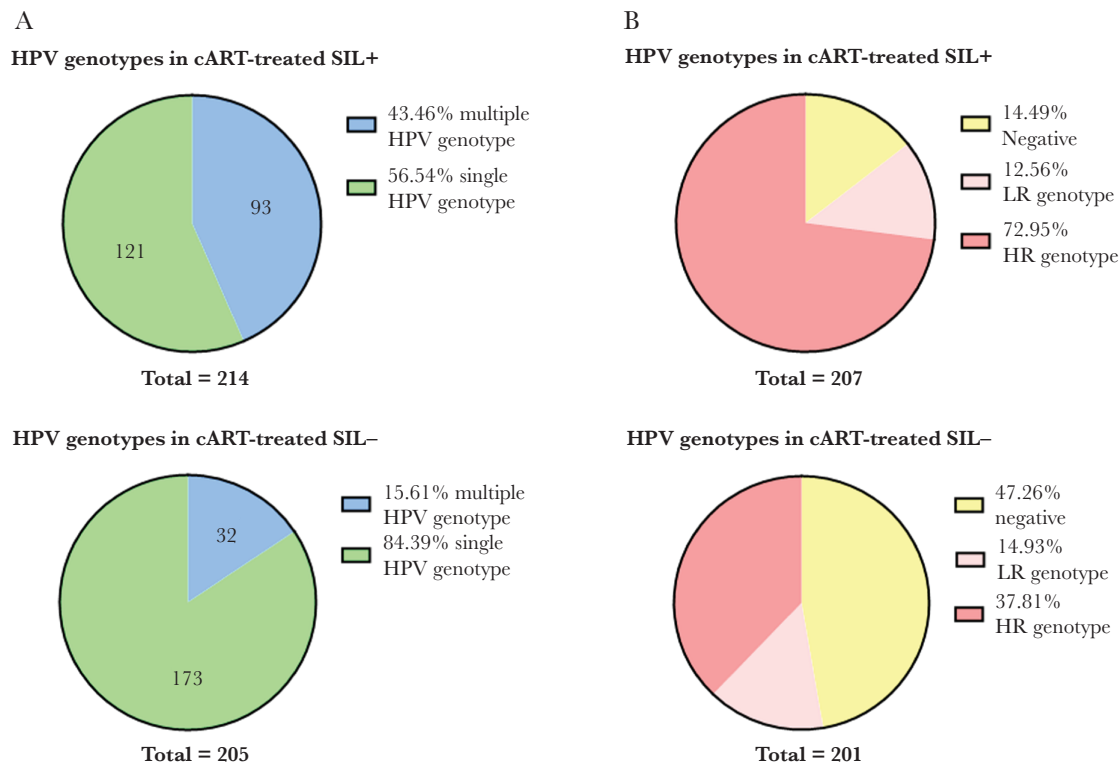 A
HPV genotypes in cART-treated SIL+
43.46% multiple
HPV genotype
56.54% single
HPV genotype
93
121
Total = 214
HPV genotypes in cART-treated SIL–
15.61% multiple
HPV genotype
84.39% single
HPV genotype
32
173
Total = 205
B
HPV genotypes in cART-treated SIL+
14.49%
Negative
12.56%
LR genotype
72.95%
HR genotype
Total = 207
HPV genotypes in cART-treated SIL–
47.26%
negative
14.93%
LR genotype
37.81%
HR genotype
Total = 201